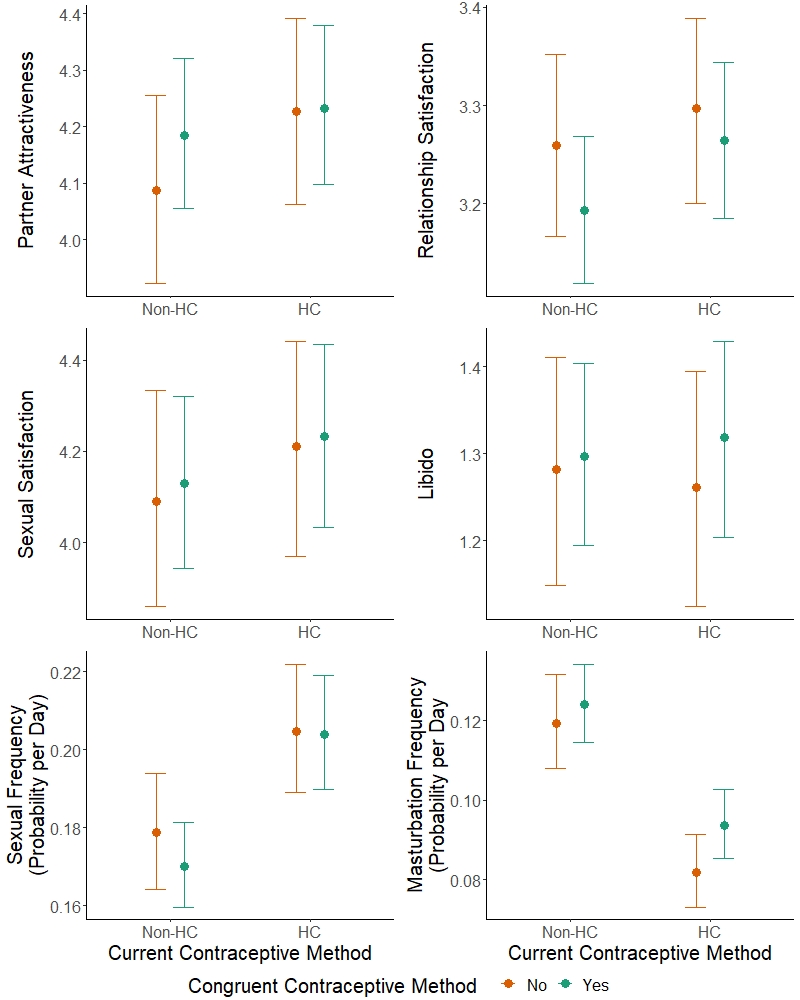 Partner Attractiveness
4.4
4.3
4.2
4.1
4.0
Non-HC HC
Relationship Satisfaction
3.4
3.3
3.2
Non-HC HC
Sexual Satisfaction
4.4
4.2
4.0
Non-HC HC
Libido
1.4
1.3
1.2
Non-HC HC
Sexual Frequency
(Probability per Day)
0.22
0.20
0.18
0.16
Non-HC HC
Current Contraceptive Method
Masturbation Frequency
(Probability per Day
0.12
0.10
0.08
Non-HC HC
Current Contraceptive Method
Congruent Contraceptive Method No Yes